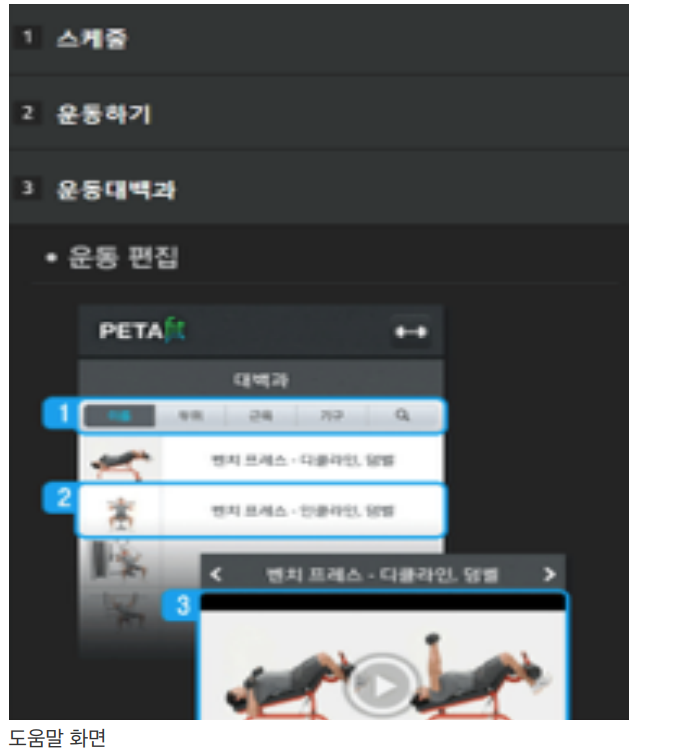 1 스케줄
2 운동하기
3 운동대백과
• 운동 편집
PETAfit
대백과
1 이름 부위 근육 기구
벤치 프레스 - 디클라인, 덤벨
2 벤치 프레스 - 인클라인, 덤벨
벤치 프레스 - 디클라인, 덤벨
3
도움말 화면